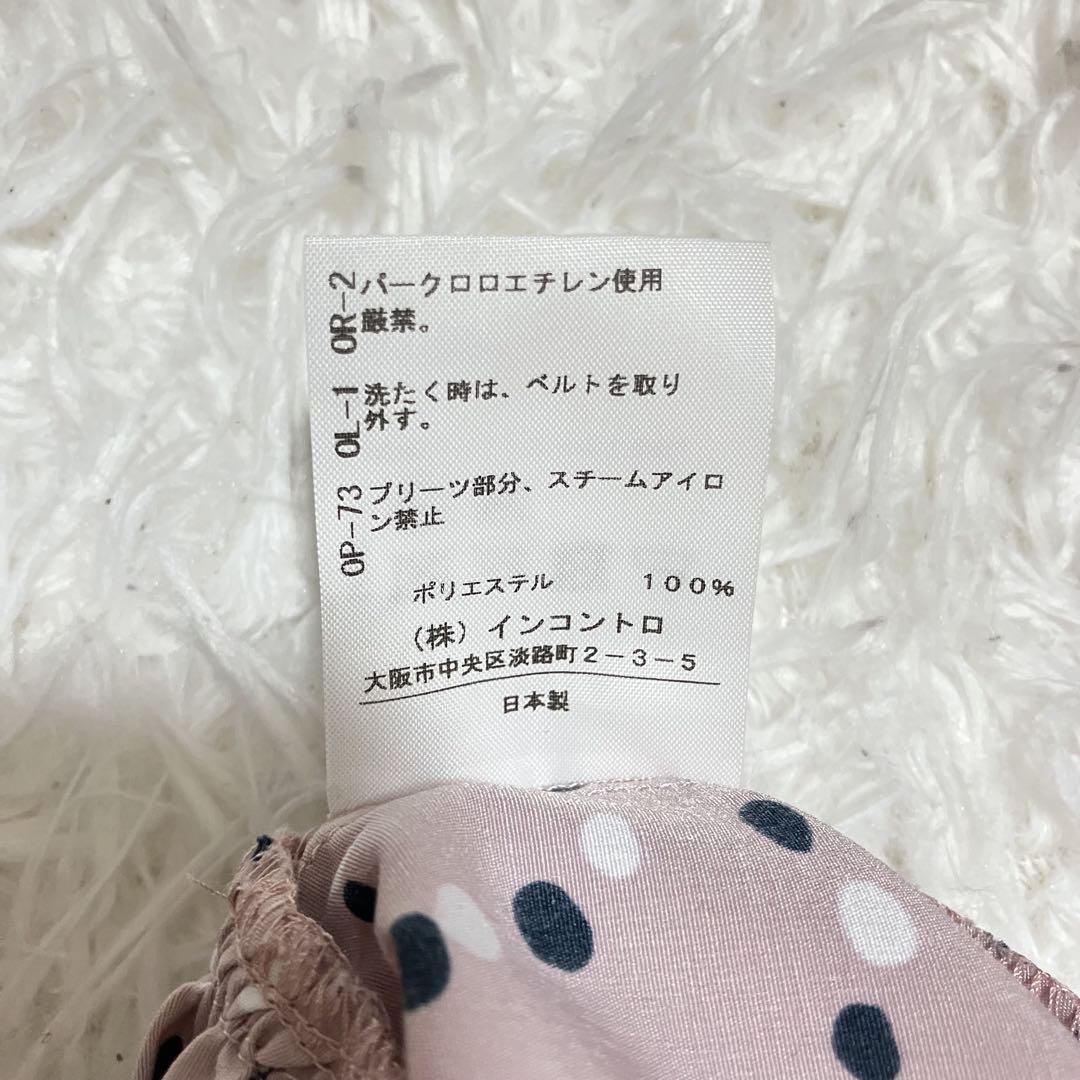 OR-2 パークロロエチレン使用
厳禁。
OL-1 洗たく時は、ベルトを取り
外す。
OP-73 プリーツ部分、スチームアイロ
ン禁止
ポリエステル 100%
(株)インコントロ
大阪市中央区淡路町2-3-5
日本製